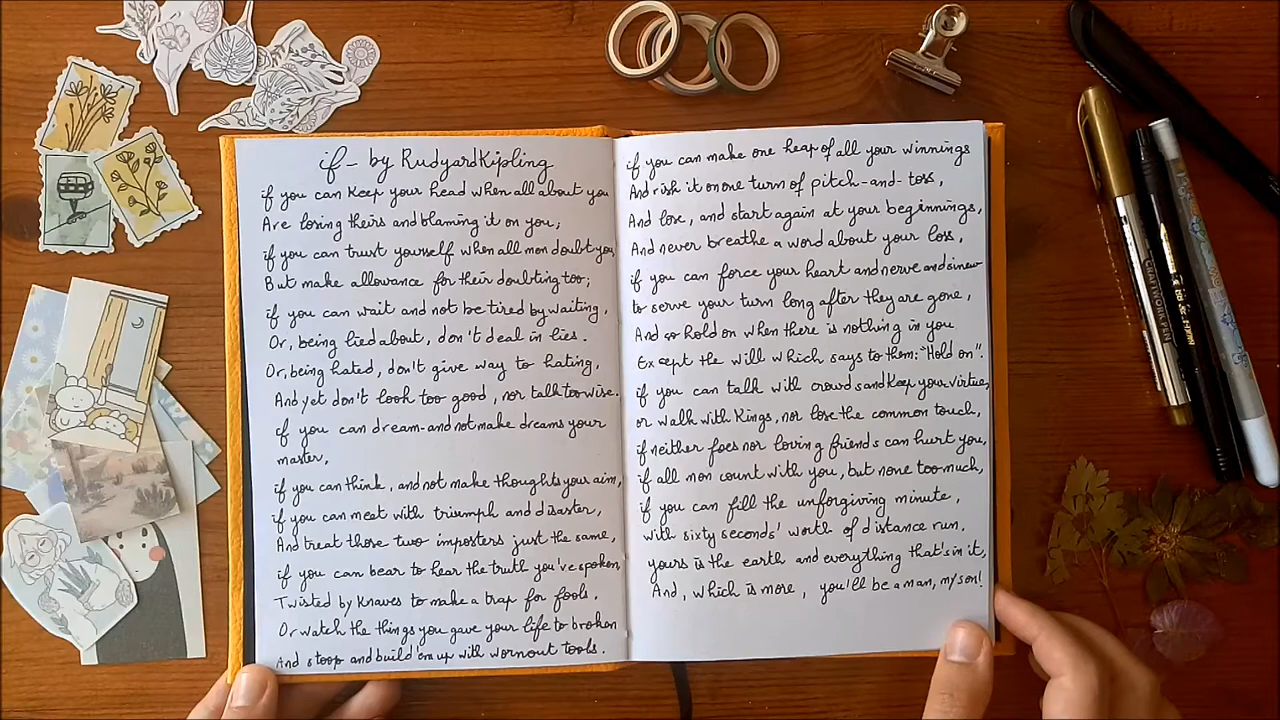 if_ by Rudyard Kipling
if you can keep your head when all about you
Are losing theirs and blaming it on you;
if you can trust yourself when all mon doubt you,
But make allowance for their doubting too;
if you can wait and not be tired by waiting,
Or, being lied about, don't deal in lies.
Or, being hated, don't give way to hating,
And yet don't look too good, nor talk too wise.
if you can dream-and not make dreams your
master,
if you can think, and not make thoughts your aim,
if you can meet with triumph and disaster,
And treat those two imposters just the same,
if you can bear to hear the truth you've spoken
Twisted by Knaves to make a trap for fools.
Or watch the things you gave your life to broken
And stoop and build 'em up with wornout tools.
if you can make one heap of all your winnings
And risk it on one turn of pitch-and-toss,
And lose, and start again at your beginnings,
And never breathe a word about your loss,
if you can force your heart and nerve and sinew
to serve your turn long after they are gone,
And so hold on when there is nothing in you
Except the will which says to them: "Hold on".
if you can talk with crowds and keep your virtue,
or walk with Kings, nor lose the common touch,
if neither foes nor loving friends can hurt you,
if all mon count with you, but none too much,
if you can fill the unforgiving minute,
with sixty seconds' worth of distance run.
yours is the earth and everything that's in it,
And, which is more, you'll be a man, my son!
CRAFTWORK PEN